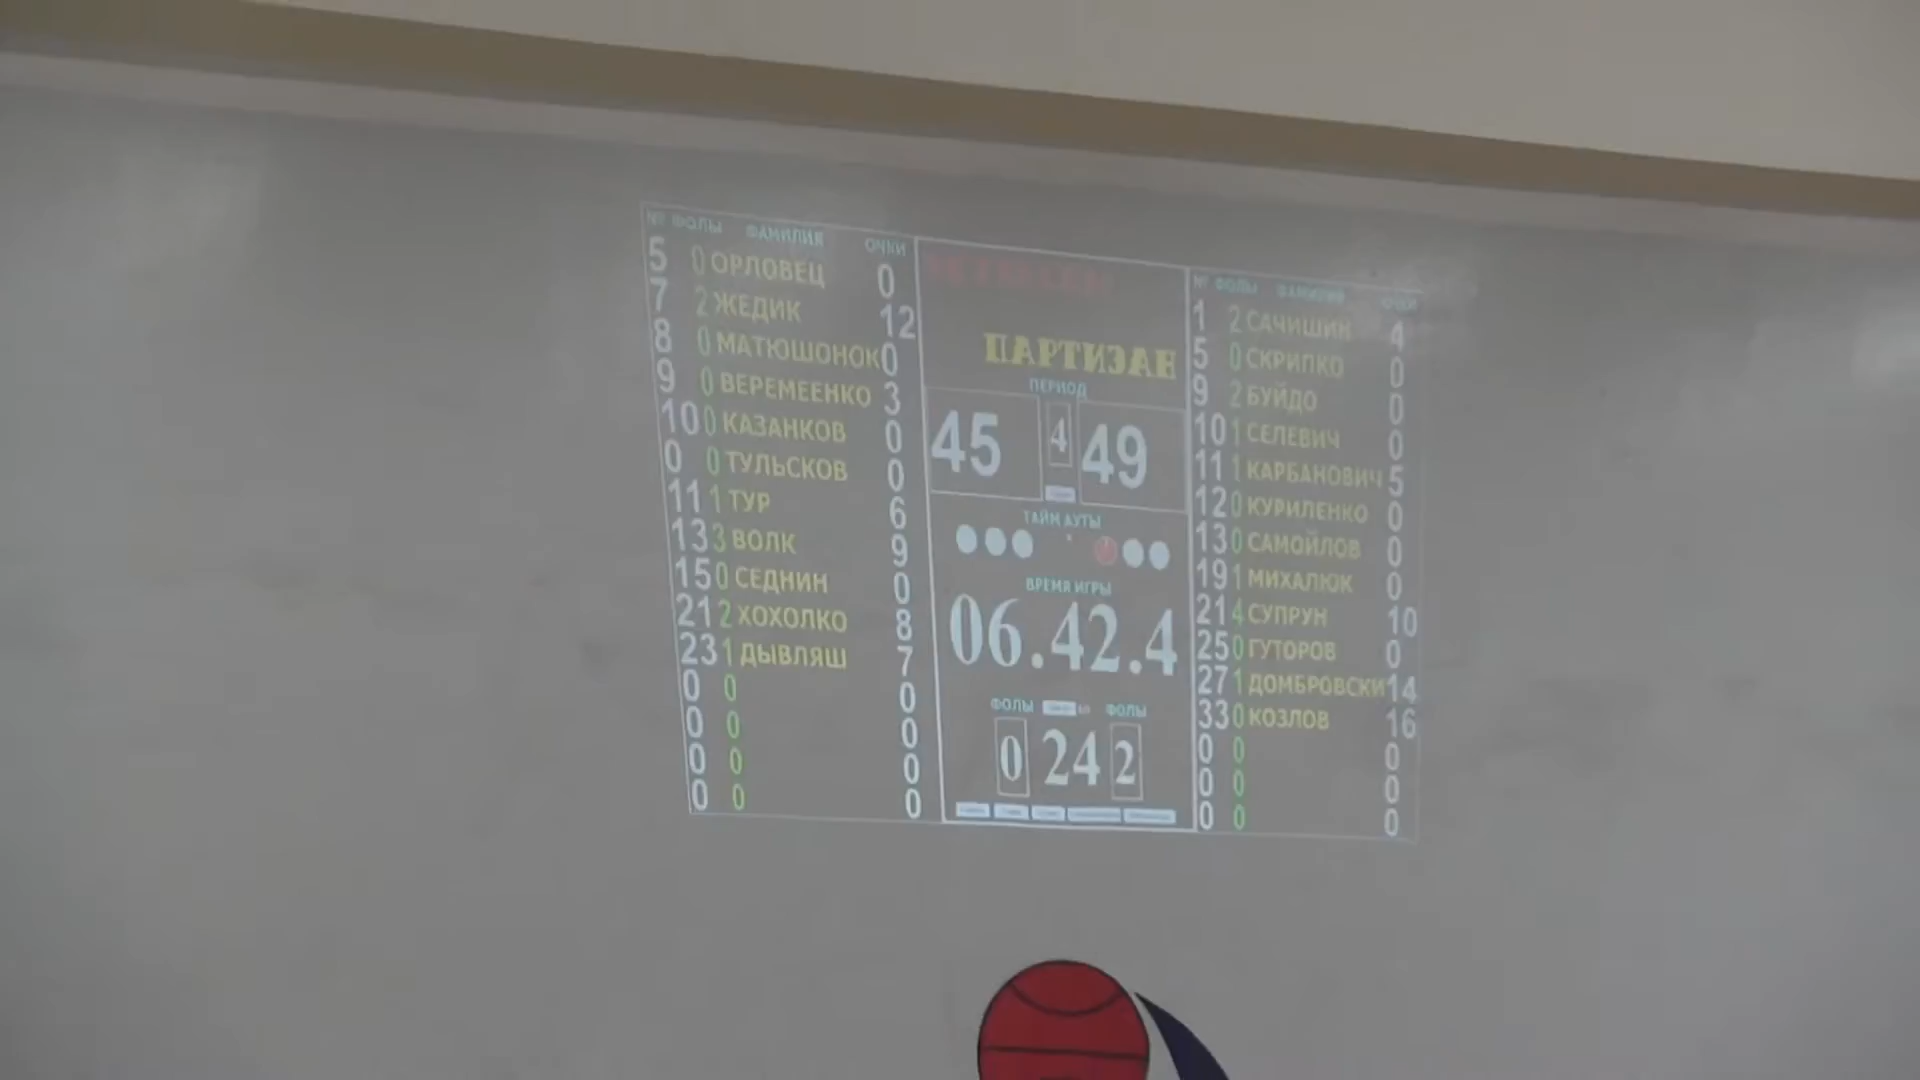 № ФОЛЫ ФАМИЛИЯ ОЧКИ
5 0 ОРЛОВЕЦ 0
7 2 ЖЕДИК 12
8 0 МАТЮШОНОК 0
9 0 ВЕРЕМЕЕНКО 3
10 0 КАЗАНКОВ 0
0 0 ТУЛЬСКОВ 0
11 1 ТУР 6
13 3 ВОЛК 9
15 0 СЕДНИН 0
21 2 ХОХОЛКО 8
23 1 ДЫВЛЯШ 7
0 0 0
0 0 0
0 0 0
0 0 0
ПАРТИЗАН
ПЕРИОД
45 4 49
ТАЙМ АУТЫ
ВРЕМЯ ИГРЫ
06.42.4
ФОЛЫ ФОЛЫ
0 24 2
№ ФОЛЫ ФАМИЛИЯ ОЧКИ
1 2 САЧИШИН 4
5 0 СКРИПКО 0
9 2 БУЙДО 0
10 1 СЕЛЕВИЧ 0
11 1 КАРБАНОВИЧ 5
12 0 КУРИЛЕНКО 0
13 0 САМОЙЛОВ 0
19 1 МИХАЛЮК 0
21 4 СУПРУН 10
25 0 ГУТОРОВ 0
27 1 ДОМБРОВСКИ 14
33 0 КОЗЛОВ 16
0 0 0
0 0 0
0 0 0